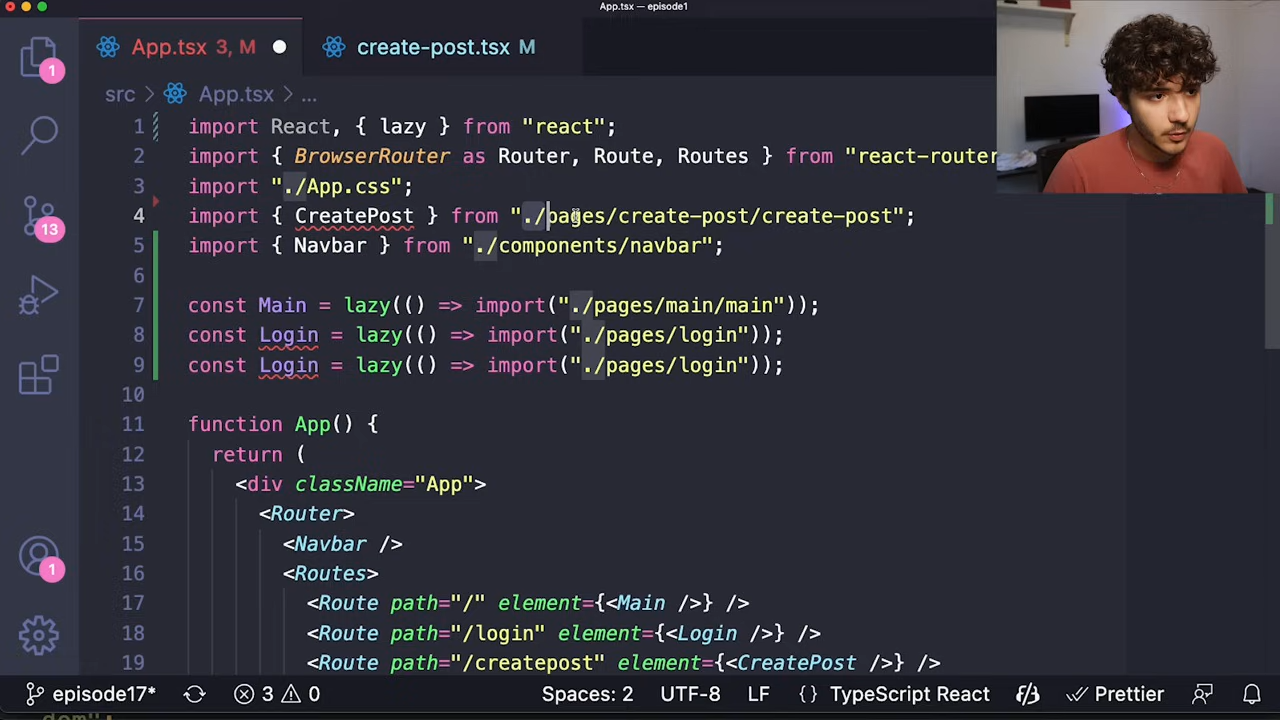 App.tsx — episode1
App.tsx 3, M
create-post.tsx M
src > App.tsx > ...
1 import React, { lazy } from "react";
2 import { BrowserRouter as Router, Route, Routes } from "react-router
3 import "./App.css";
4 import { CreatePost } from "./pages/create-post/create-post";
5 import { Navbar } from "./components/navbar";
6
7 const Main = lazy(() => import("./pages/main/main"));
8 const Login = lazy(() => import("./pages/login"));
9 const Login = lazy(() => import("./pages/login"));
10
11 function App() {
12 return (
13 <div className="App">
14 <Router>
15 <Navbar />
16 <Routes>
17 <Route path="/" element={<Main />} />
18 <Route path="/login" element={<Login />} />
19 <Route path="/createpost" element={<CreatePost />} />
1
13
1
episode17* 3 0 Spaces: 2 UTF-8 LF {} TypeScript React Prettier